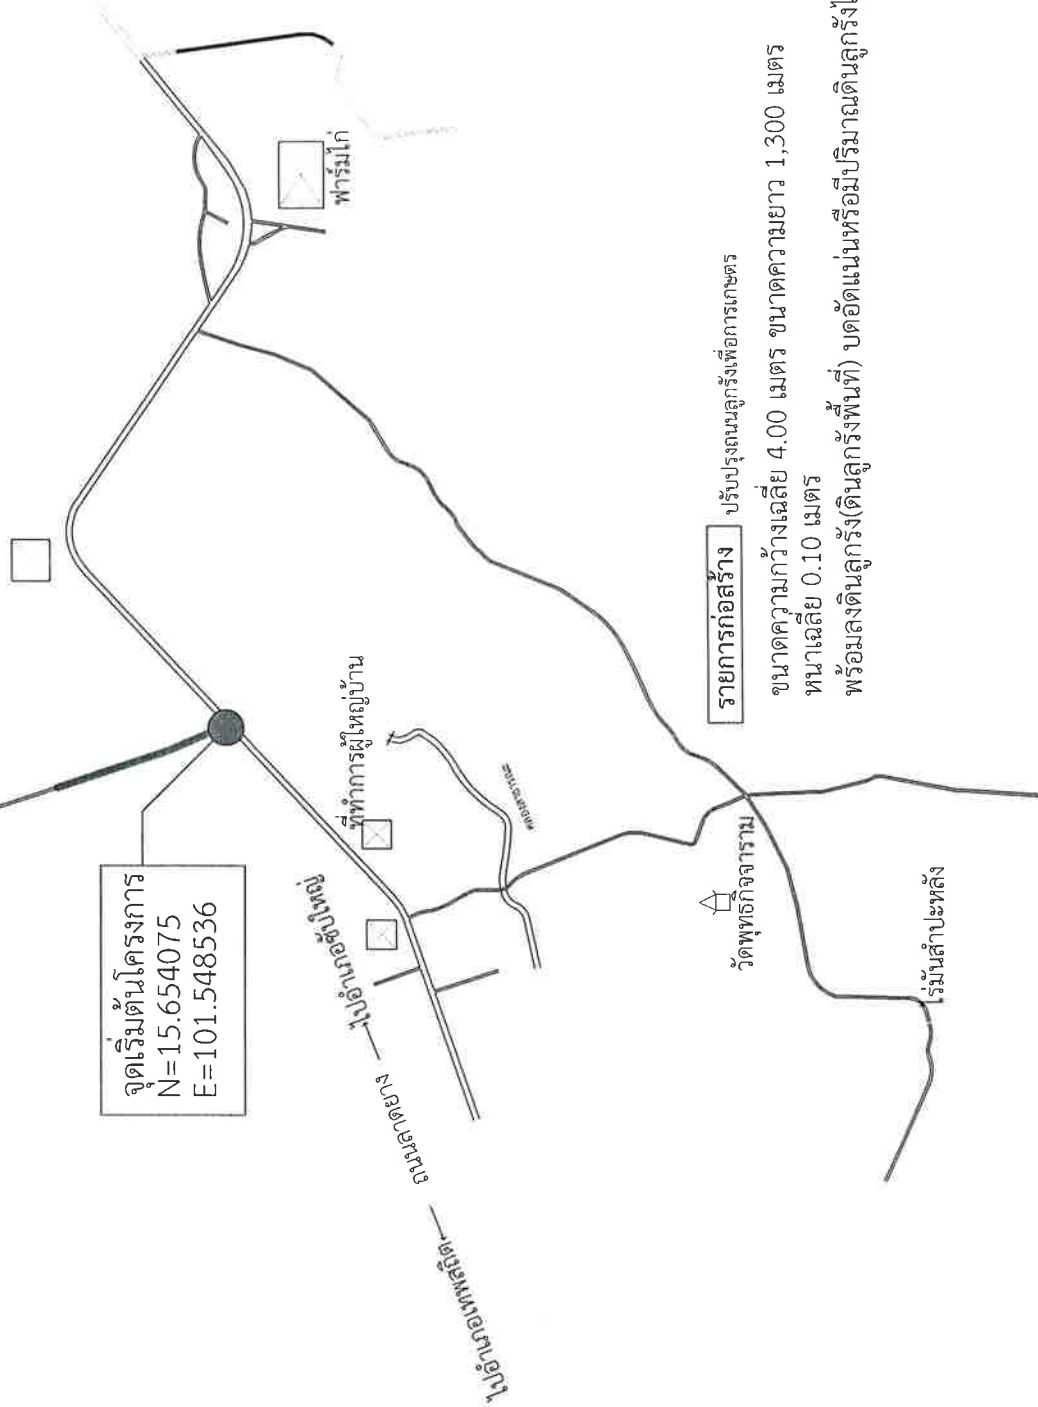 จุดเริ่มต้นโครงการ
N=15.654075
E=101.548536
ฟาร์มไก่
ที่ทำการผู้ใหญ่บ้าน
ไปอำเภอซับใหญ่
ถนนลาดยาง
ไปอำเภอเทพสถิต
วัดพุทธกิจจาราม
ไร่มันสำปะหลัง
รายการก่อสร้าง ปรับปรุงถนนลูกรังเพื่อการเกษตร
ขนาดความกว้างเฉลี่ย 4.00 เมตร ขนาดความยาว 1,300 เมตร
หนาเฉลี่ย 0.10 เมตร
พร้อมลงดินลูกรัง(ดินลูกรังพื้นที่) บดอัดแน่นหรือมีปริมาณดินลูกรังไ